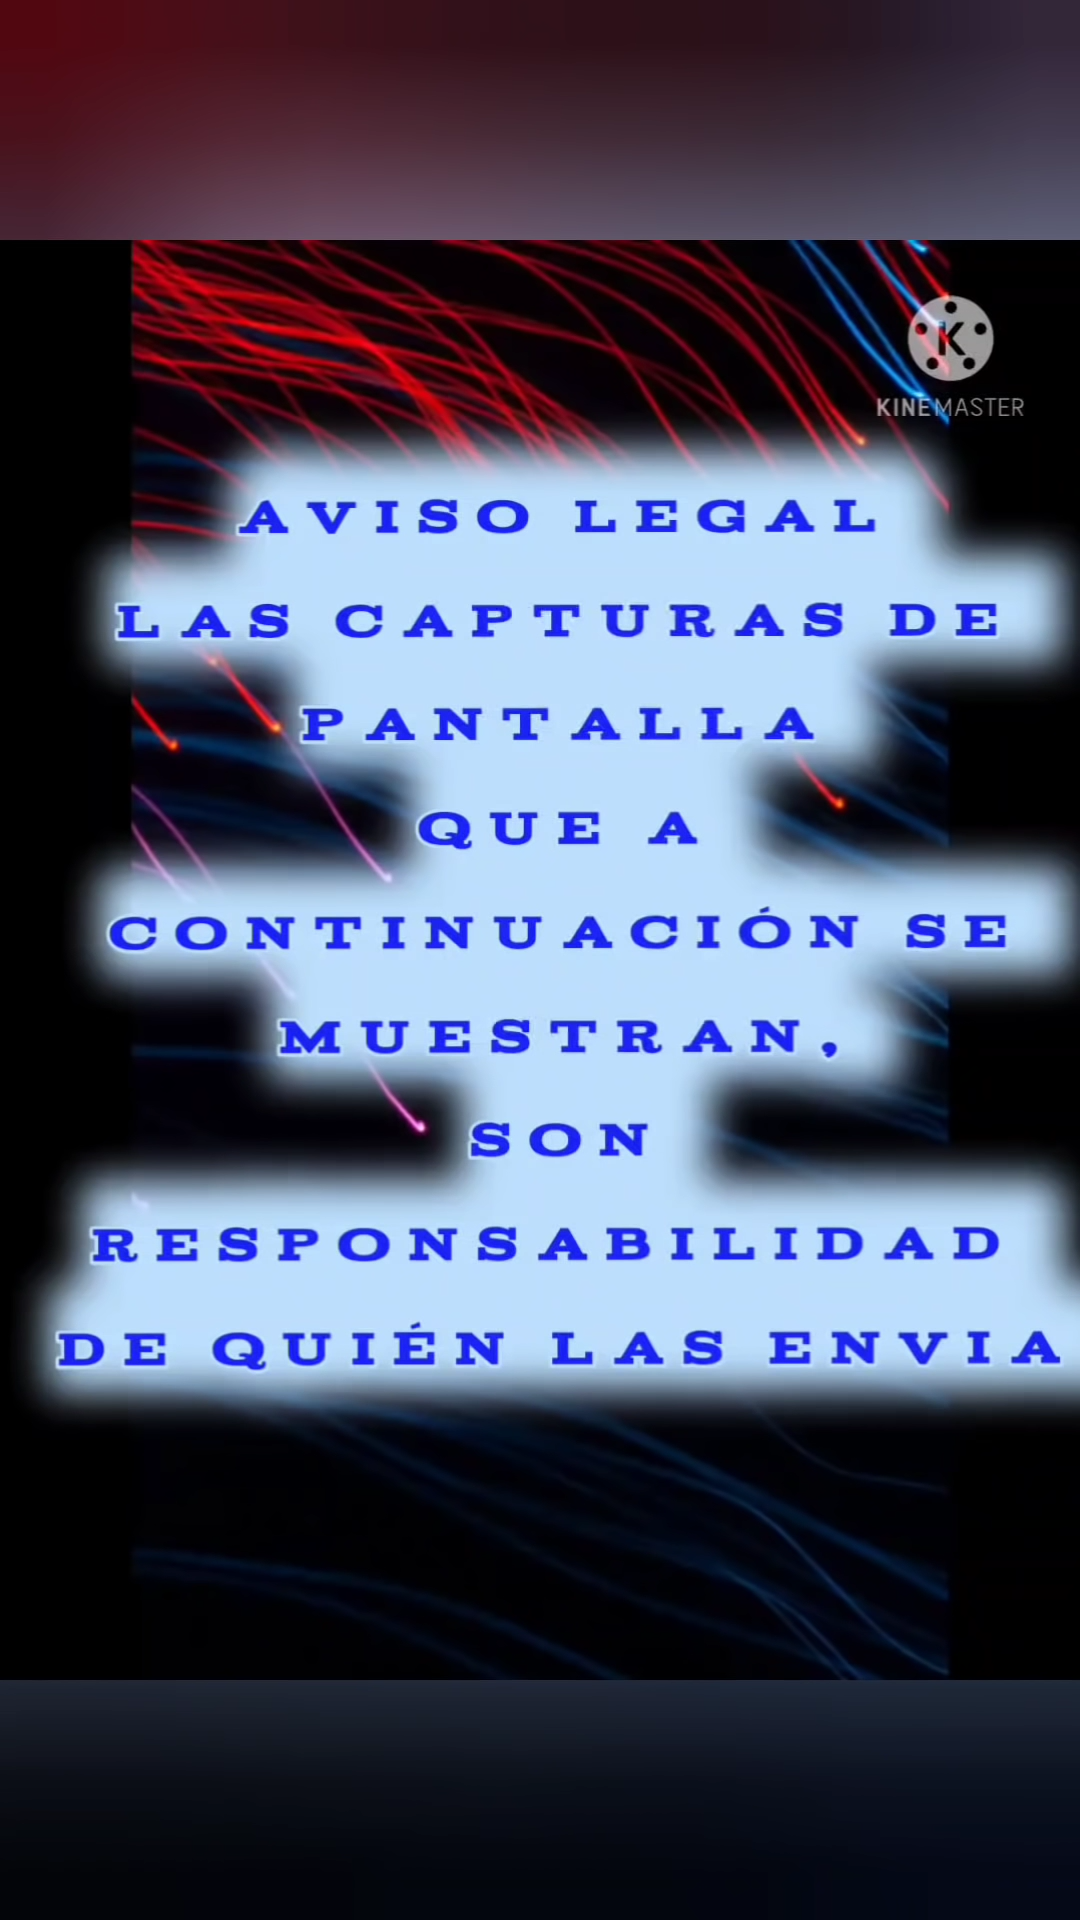 KINEMASTER
AVISO LEGAL
LAS CAPTURAS DE
PANTALLA
QUE A
CONTINUACIÓN SE
MUESTRAN,
SON
RESPONSABILIDAD
DE QUIÉN LAS ENVIA